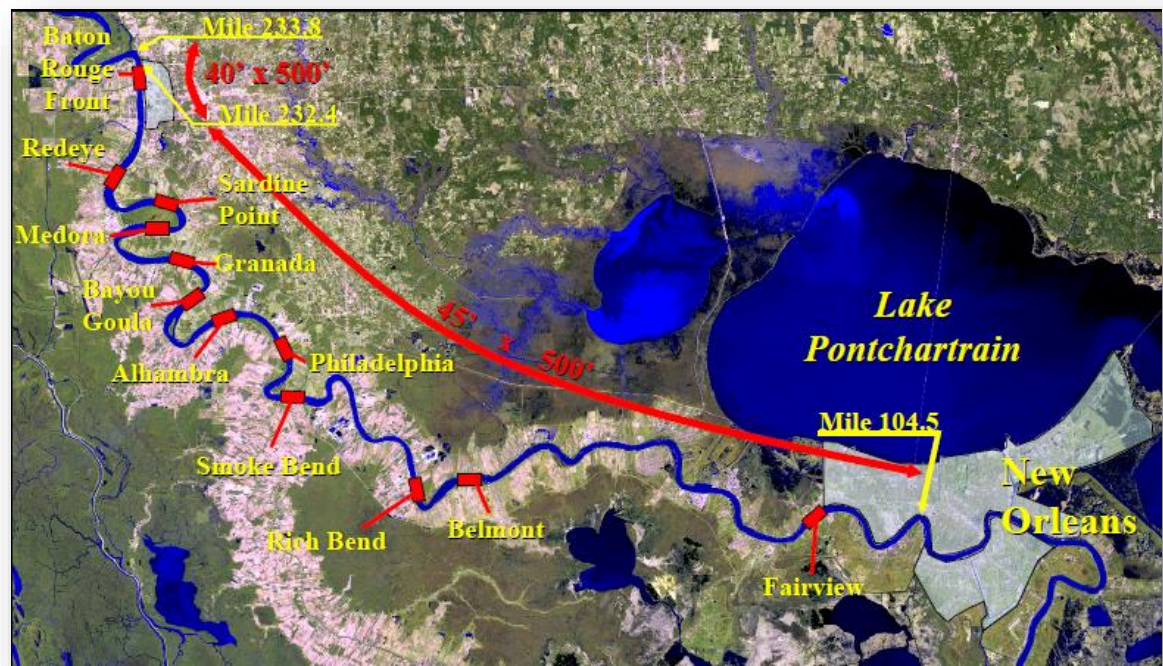 Baton
Rouge
Front
Mile 233.8
40' x 500'
Mile 232.4
Redeye
Sardine
Point
Medora
Granada
Bayou
Goula
Alhambra
Philadelphia
45' x 500'
Lake
Pontchartrain
Mile 104.5
Smoke Bend
New
Orleans
Rich Bend
Belmont
Fairview